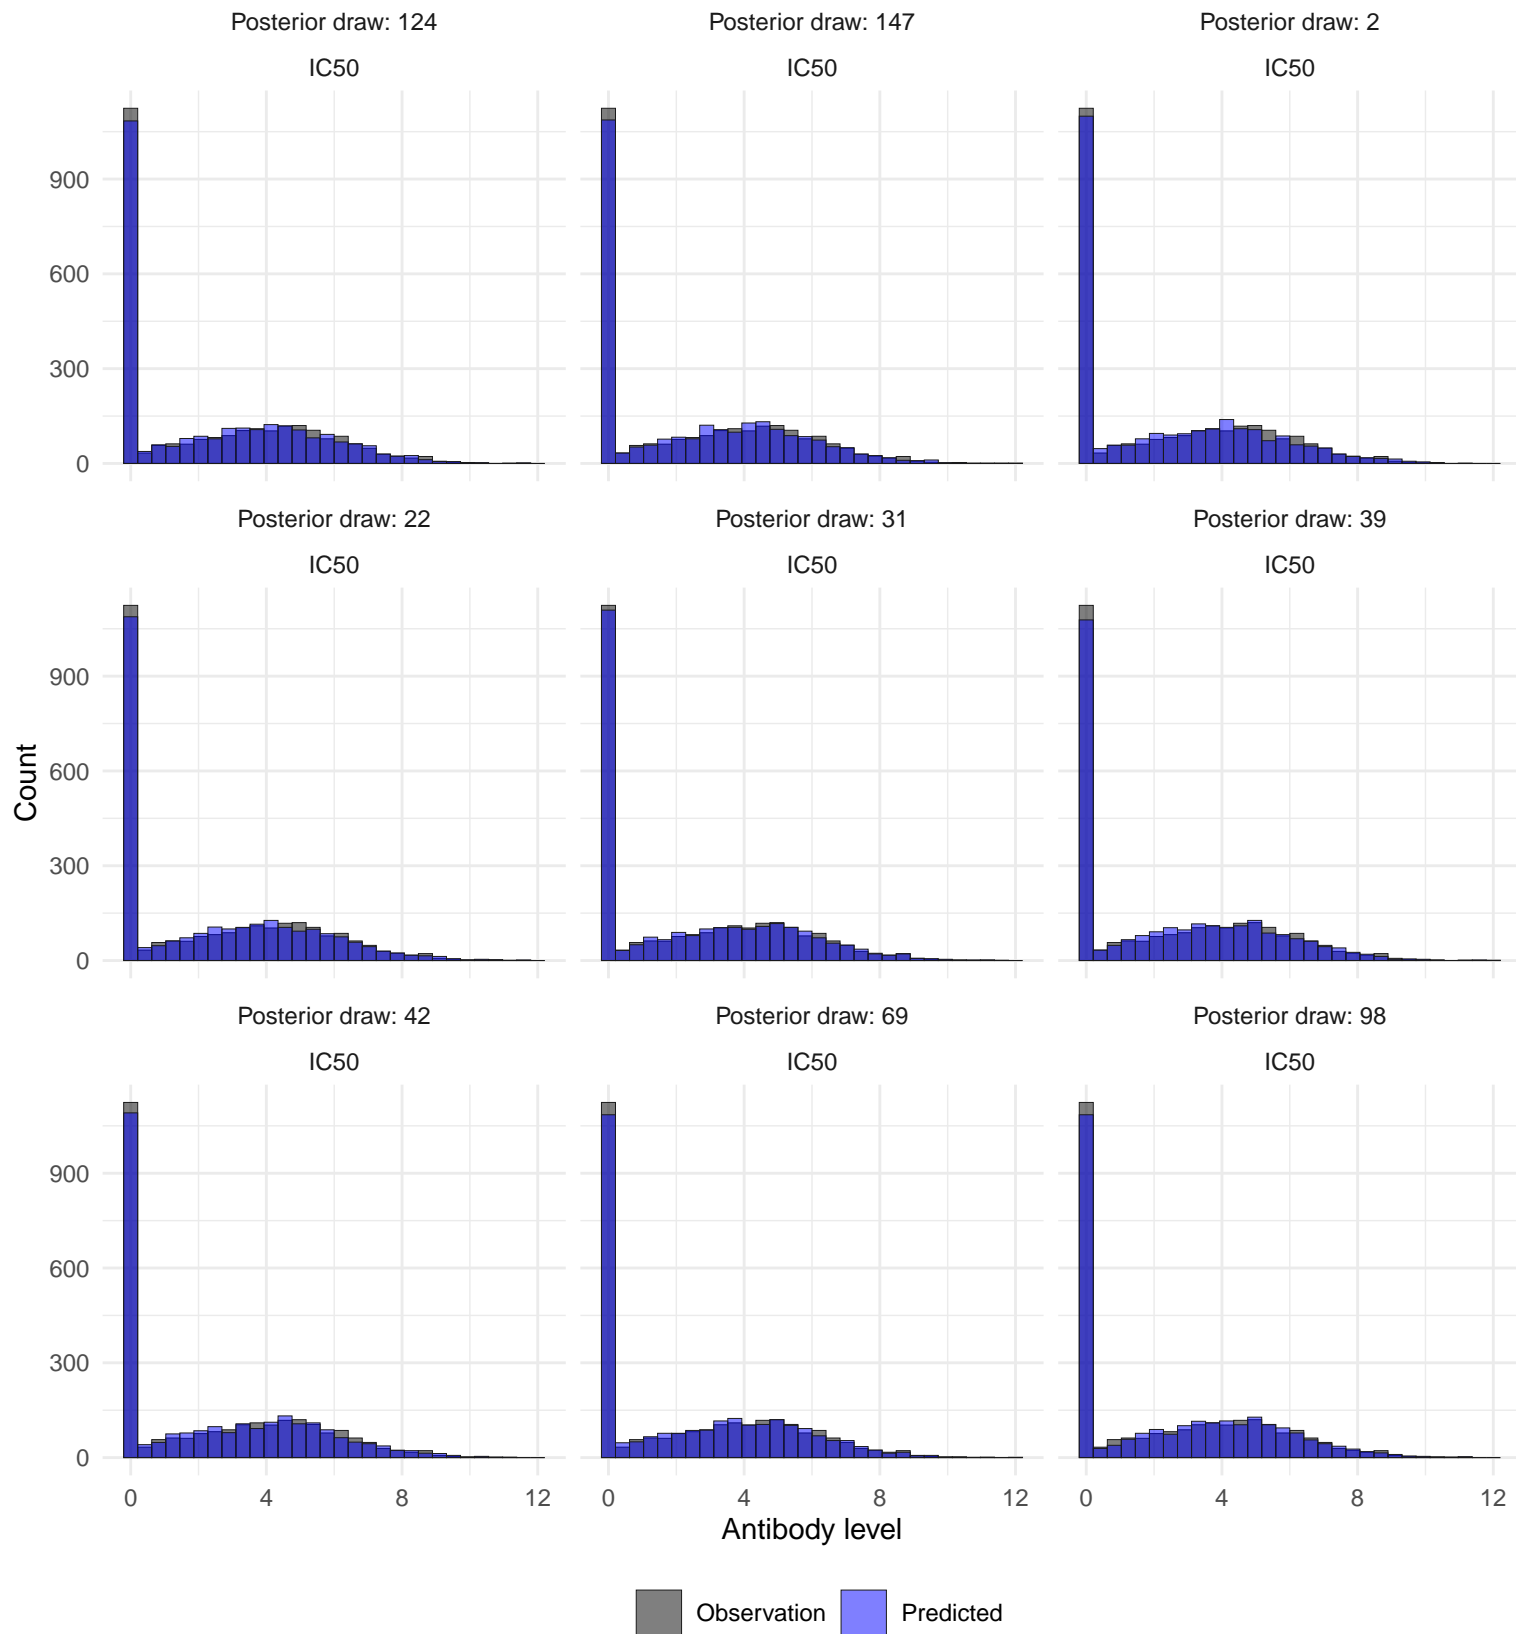 Posterior draw: 124 Posterior draw: 147 Posterior draw: 2
IC50 IC50 IC50
900
600
300
0
Posterior draw: 22 Posterior draw: 31 Posterior draw: 39
IC50 IC50 IC50
900
600
300
0
Count
Posterior draw: 42 Posterior draw: 69 Posterior draw: 98
IC50 IC50 IC50
900
600
300
0
0 4 8 12 0 4 8 12 0 4 8 12
Antibody level
Observation Predicted